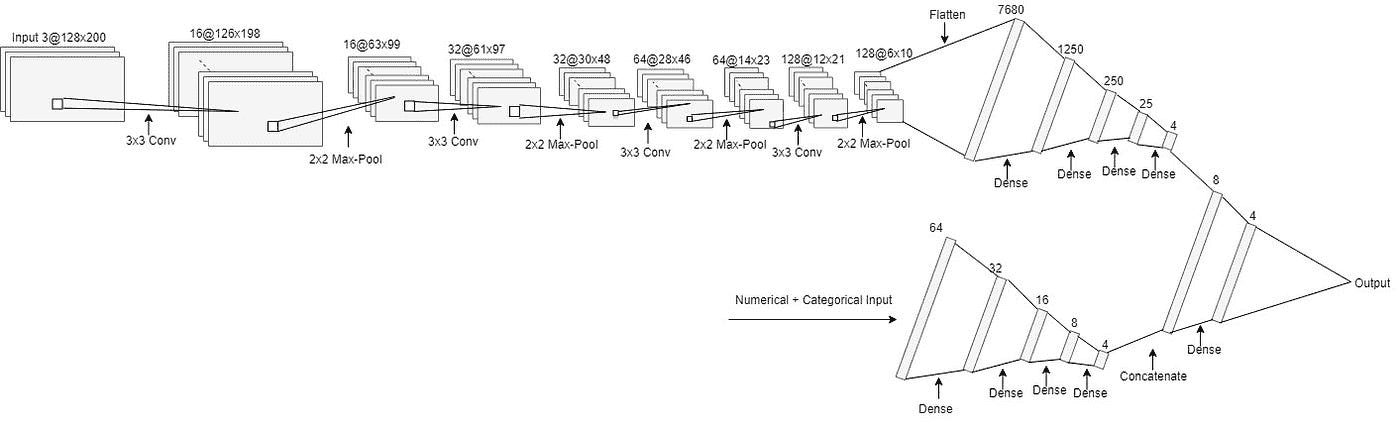 Input 3@128x200
16@126x198
16@63x99
32@61x97
32@30x48
64@28x46
64@14x23
128@12x21
128@6x10
Flatten
7680
1250
250
25
4
3x3 Conv
2x2 Max-Pool
3x3 Conv
2x2 Max-Pool
3x3 Conv
2x2 Max-Pool
3x3 Conv
2x2 Max-Pool
Dense
Dense
Dense
Dense
8
4
64
32
16
8
4
Numerical + Categorical Input
Output
Dense
Concatenate
Dense
Dense
Dense
Dense